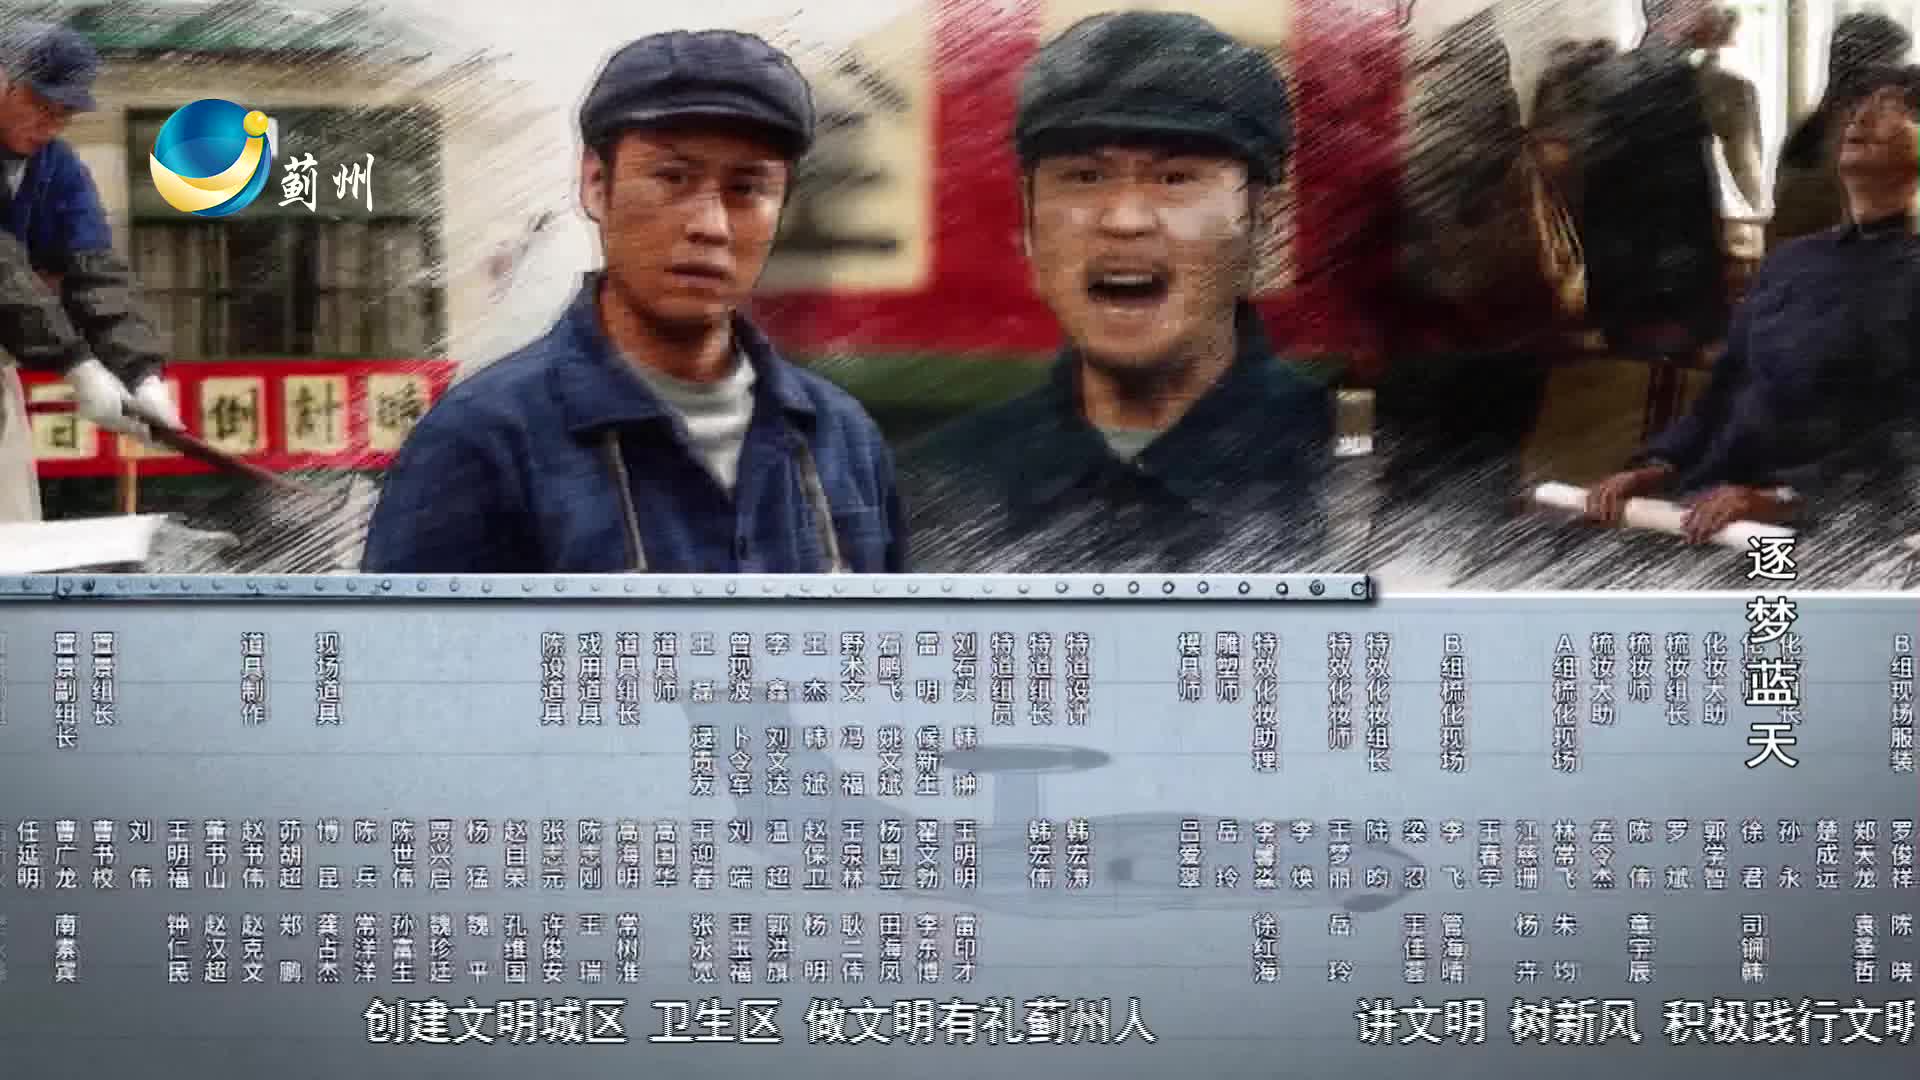 蓟州
倒計時
逐梦蓝天
B组现场服装
罗俊祥 陈晓
郑天龙 袁圣哲
楚成远
孙永
徐君
化妆太助
郭学智
梳妆组长
罗斌
梳妆师
陈伟 章宇辰
梳妆太助
孟令杰
A组梳化现场
林常飞 朱均
江慈珊 杨卉
王春宇
B组梳化现场
李飞 管海晴
梁忍
特效化妆组长
陆昀
特效化妆师
王梦丽 岳玲
李焕
特效化妆助理
李馨淼 徐红海
雕塑师
岳玲
模具师
吕爱翠
特道设计
韩宏涛
特道组长
韩宏伟
特道组员
刘石头 韩翀 王明明 雷印才
雷明 候新生 翟文勃 李东博
石鹏飞 姚文斌 杨国立 田海凤
野术文 冯福 王泉林 耿二伟
王杰 韩斌 赵保卫 杨明
李鑫 刘文达 温超 郭洪旗
曾现波 卜令军 刘端 王玉福
王磊 逯贵友 王迎春 张永宽
道具师
高国华
道具组长
高海明 常树淮
戏用道具
陈志刚 王瑞
陈设道具
张志元 许俊安
赵自荣 孔维国
杨猛 魏平
贾兴启 魏珍廷
陈世伟 孙富生
陈兵 常洋洋
现场道具
博昆 龚占杰
茆胡超 郑鹏
道具制作
赵书伟 赵克文
董书山 赵汉超
王明福 钟仁民
刘伟
置景组长
曹书校
置景副组长
曹广龙 南素宾
任延明
创建文明城区 卫生区 做文明有礼蓟州人 讲文明 树新风 积极践行文明